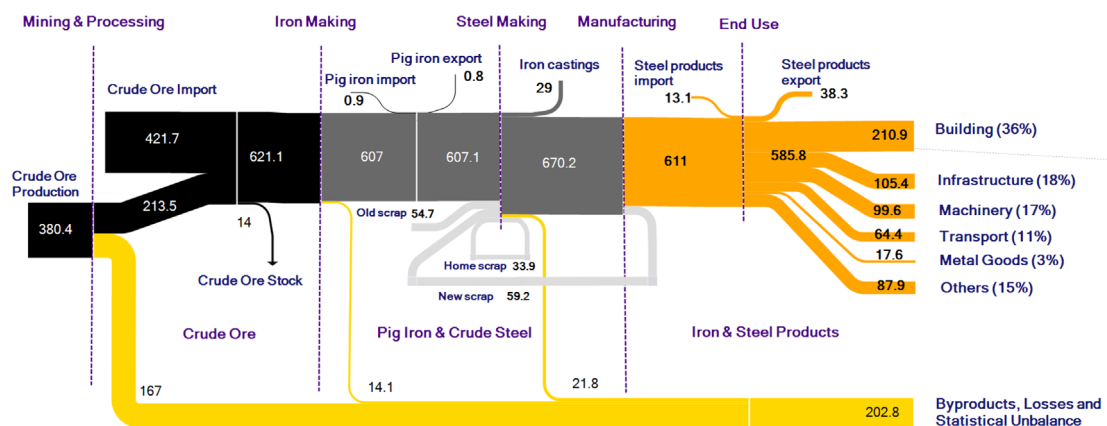 Mining & Processing
Iron Making
Steel Making
Manufacturing
End Use
Pig iron export
0.8
Pig iron import
0.9
Iron castings
29
Steel products
import
13.1
Steel products
export
38.3
Crude Ore Import
421.7
621.1
607
607.1
670.2
611
585.8
210.9
Building (36%)
Crude Ore
Production
380.4
213.5
14
Crude Ore Stock
Old scrap
54.7
Home scrap
33.9
New scrap
59.2
105.4
Infrastructure (18%)
99.6
Machinery (17%)
64.4
Transport (11%)
17.6
Metal Goods (3%)
87.9
Others (15%)
Crude Ore
Pig Iron & Crude Steel
Iron & Steel Products
167
14.1
21.8
202.8
Byproducts, Losses and
Statistical Unbalance